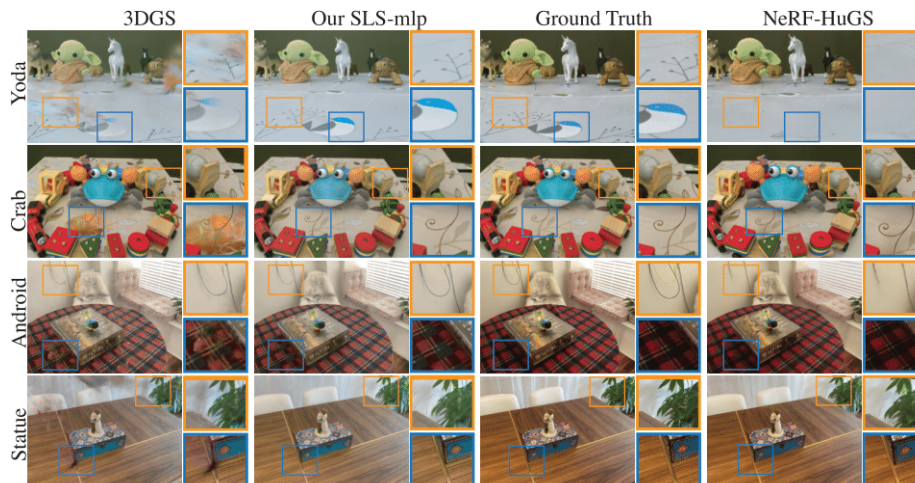 3DGS
Our SLS-mlp
Ground Truth
NeRF-HuGS
Yoda
Crab
Android
Statue